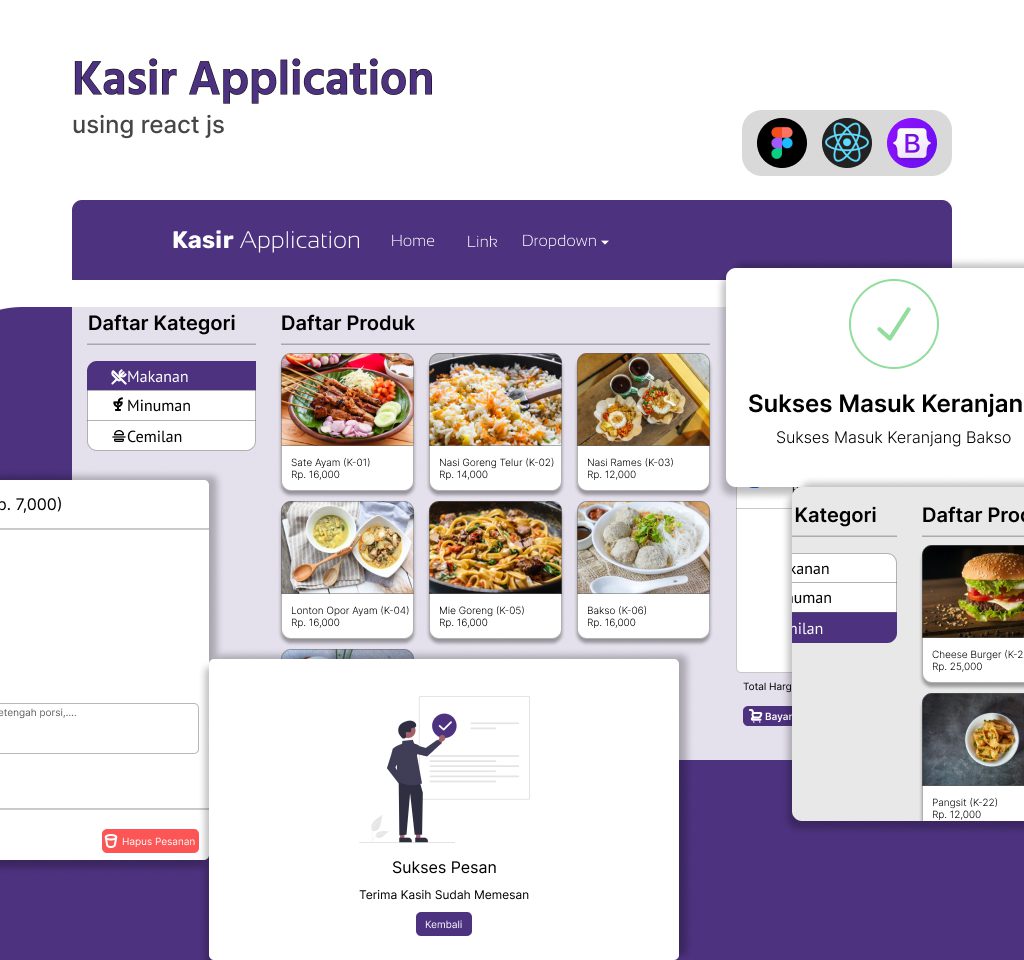 Kasir Application
using react js
B
Kasir Application
Home
Link
Dropdown
Daftar Kategori
Makanan
Minuman
Cemilan
Daftar Produk
Sate Ayam (K-01)
Rp. 16,000
Nasi Goreng Telur (K-02)
Rp. 14,000
Nasi Rames (K-03)
Rp. 12,000
Lonton Opor Ayam (K-04)
Rp. 16,000
Mie Goreng (K-05)
Rp. 16,000
Bakso (K-06)
Rp. 16,000
Sukses Masuk Keranjan
Sukses Masuk Keranjang Bakso
Total Harg
Bayar
Kategori
kanan
numan
nilan
Daftar Prod
Cheese Burger (K-2
Rp. 25,000
Pangsit (K-22)
Rp. 12,000
p. 7,000)
etengah porsi,....
Hapus Pesanan
Sukses Pesan
Terima Kasih Sudah Memesan
Kembali